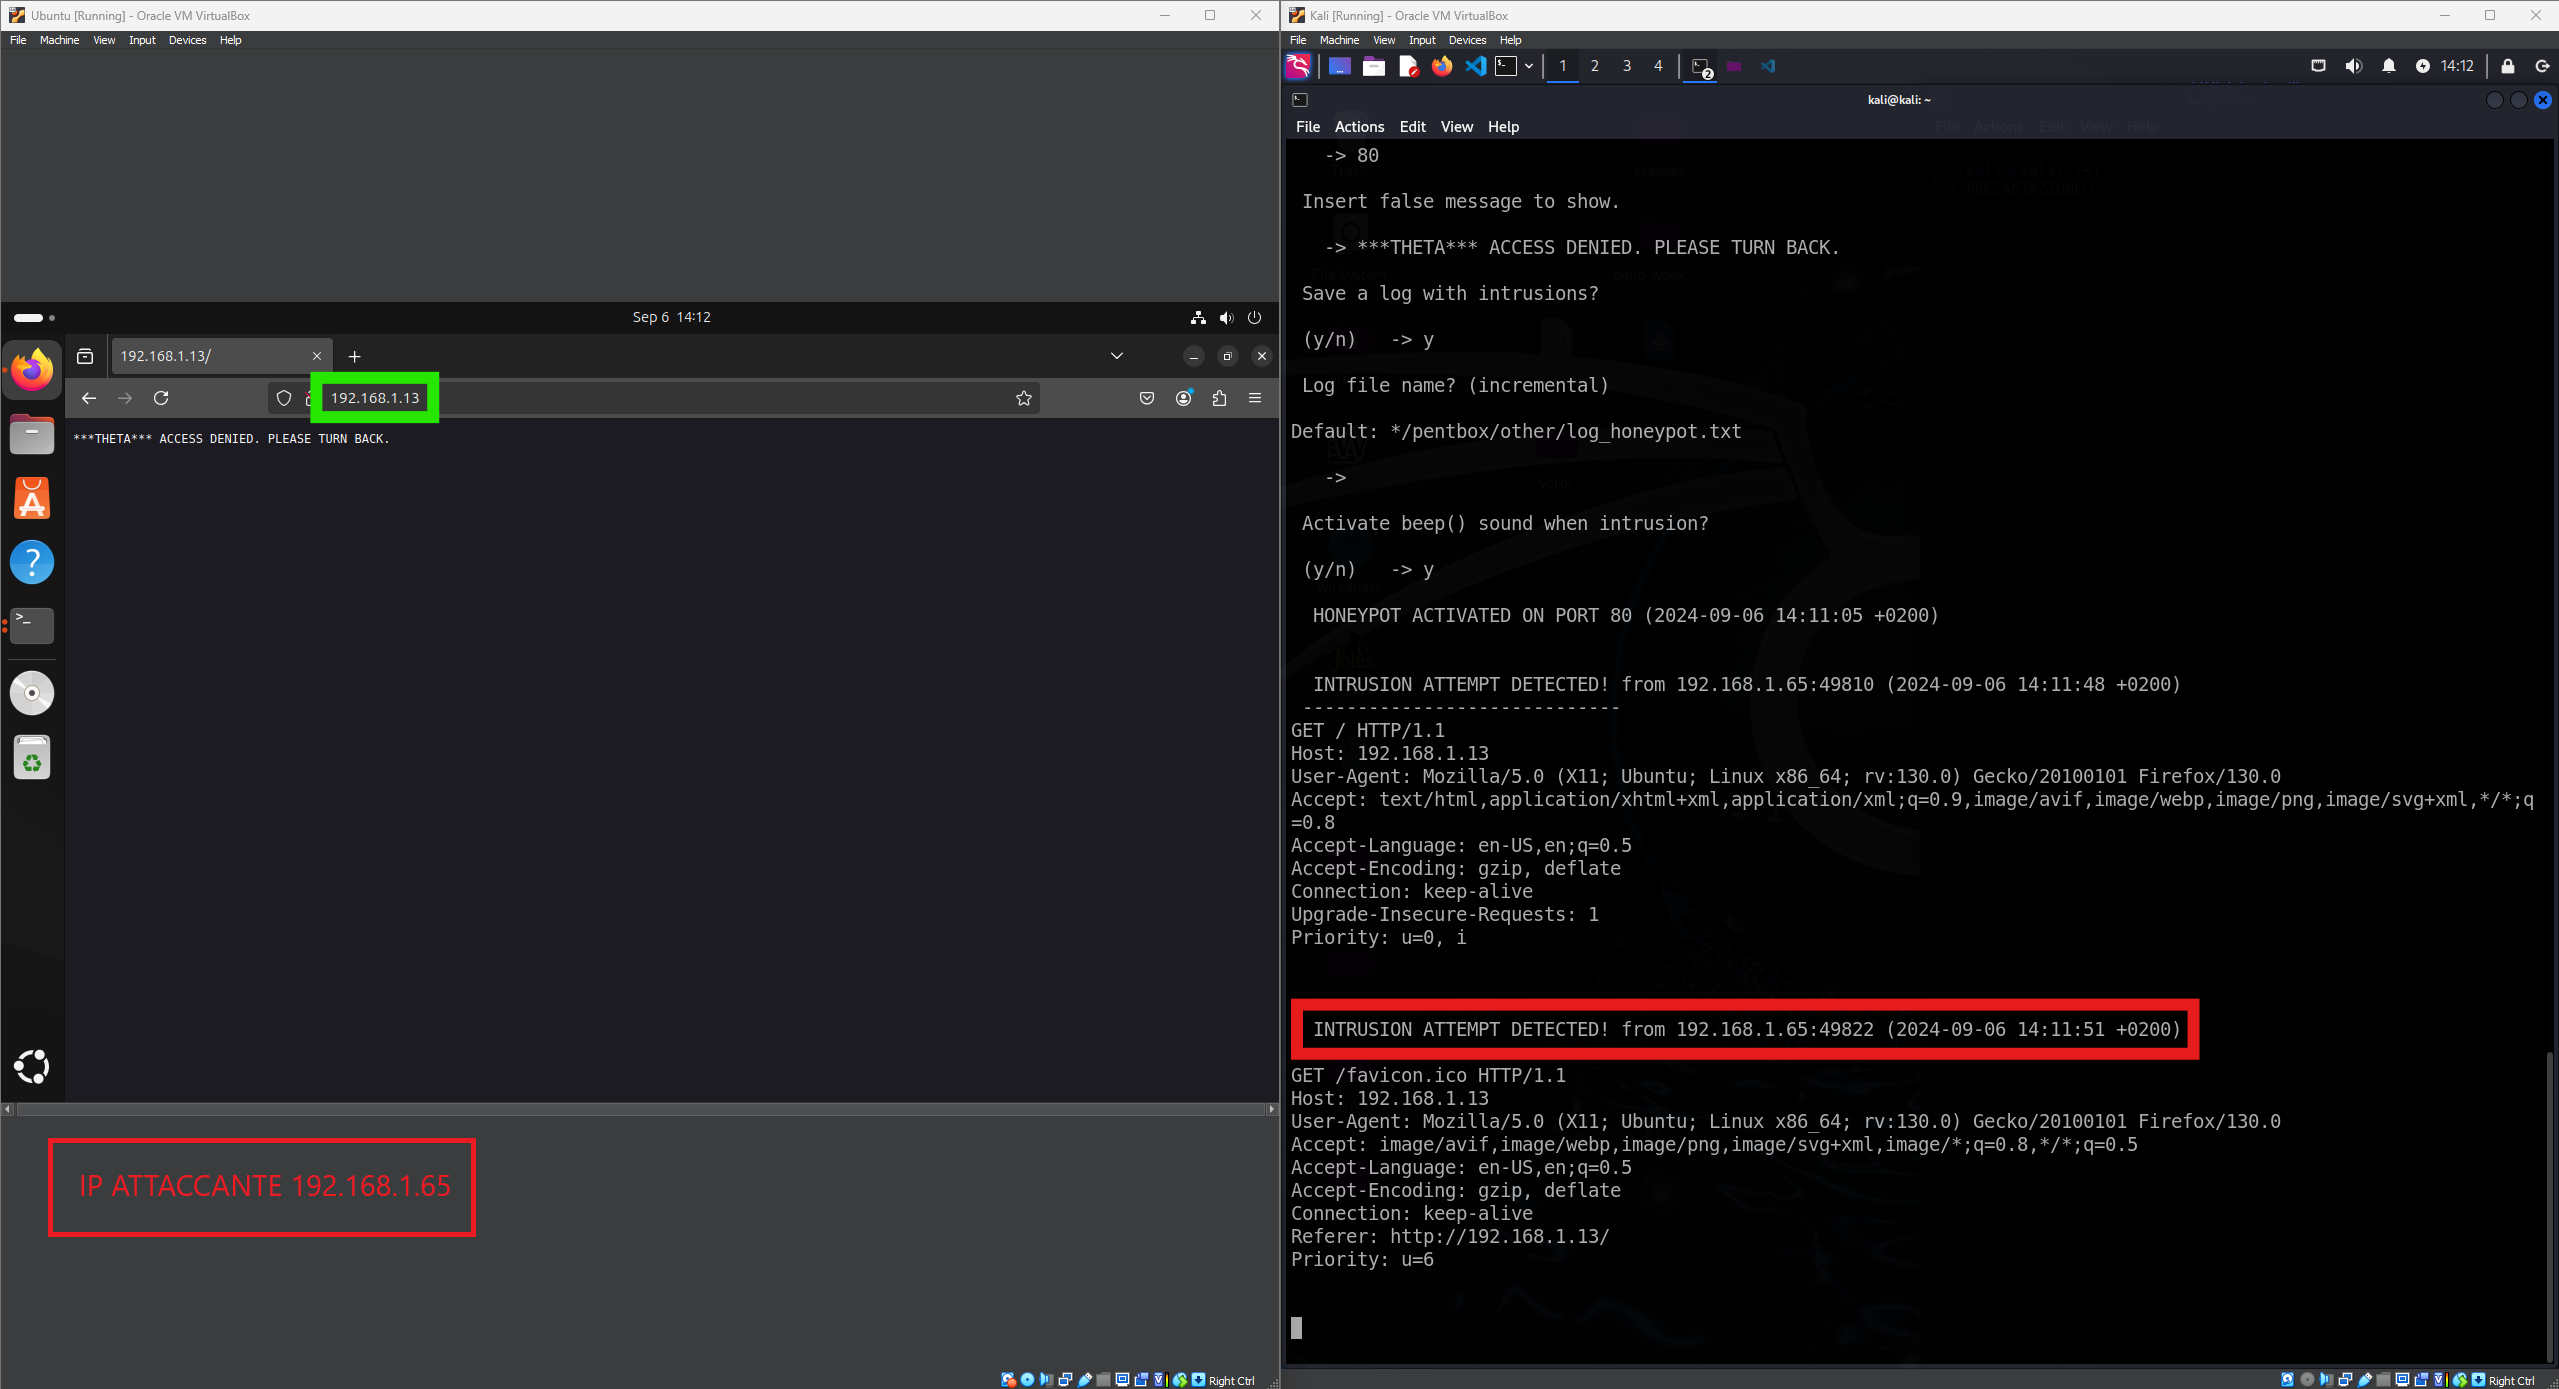 Ubuntu [Running] - Oracle VM VirtualBox
File Machine View Input Devices Help
Sep 6 14:12
192.168.1.13/
192.168.1.13
***THETA*** ACCESS DENIED. PLEASE TURN BACK.
IP ATTACCANTE 192.168.1.65
Right Ctrl
Kali [Running] - Oracle VM VirtualBox
File Machine View Input Devices Help
1 2 3 4 2 14:12
kali@kali: ~
File Actions Edit View Help
-> 80
Insert false message to show.
-> ***THETA*** ACCESS DENIED. PLEASE TURN BACK.
Save a log with intrusions?
(y/n) -> y
Log file name? (incremental)
Default: */pentbox/other/log_honeypot.txt
->
Activate beep() sound when intrusion?
(y/n) -> y
HONEYPOT ACTIVATED ON PORT 80 (2024-09-06 14:11:05 +0200)
INTRUSION ATTEMPT DETECTED! from 192.168.1.65:49810 (2024-09-06 14:11:48 +0200)
-----------------------------
GET / HTTP/1.1
Host: 192.168.1.13
User-Agent: Mozilla/5.0 (X11; Ubuntu; Linux x86_64; rv:130.0) Gecko/20100101 Firefox/130.0
Accept: text/html,application/xhtml+xml,application/xml;q=0.9,image/avif,image/webp,image/png,image/svg+xml,*/*;q
=0.8
Accept-Language: en-US,en;q=0.5
Accept-Encoding: gzip, deflate
Connection: keep-alive
Upgrade-Insecure-Requests: 1
Priority: u=0, i
INTRUSION ATTEMPT DETECTED! from 192.168.1.65:49822 (2024-09-06 14:11:51 +0200)
GET /favicon.ico HTTP/1.1
Host: 192.168.1.13
User-Agent: Mozilla/5.0 (X11; Ubuntu; Linux x86_64; rv:130.0) Gecko/20100101 Firefox/130.0
Accept: image/avif,image/webp,image/png,image/svg+xml,image/*;q=0.8,*/*;q=0.5
Accept-Language: en-US,en;q=0.5
Accept-Encoding: gzip, deflate
Connection: keep-alive
Referer: http://192.168.1.13/
Priority: u=6
Right Ctrl